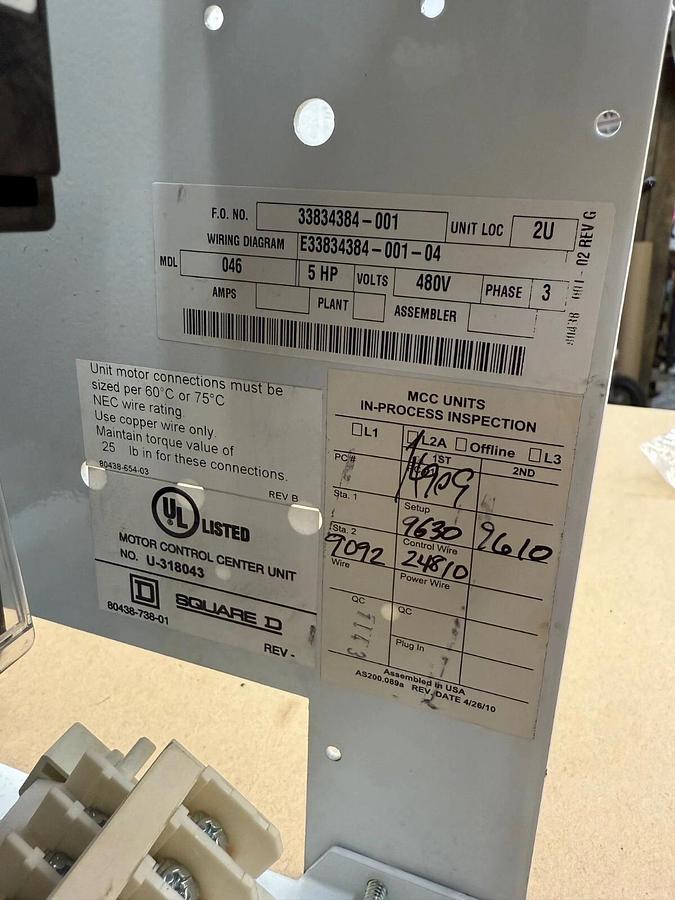 F.O. NO. 33834384-001 UNIT LOC 2U
WIRING DIAGRAM E33834384-001-04
MDL 046 5 HP VOLTS 480V PHASE 3
AMPS PLANT ASSEMBLER
80438-001-02 REV G
Unit motor connections must be
sized per 60°C or 75°C
NEC wire rating.
Use copper wire only.
Maintain torque value of
25 lb in for these connections.
80438-654-03
REV B
UL LISTED
MOTOR CONTROL CENTER UNIT
NO. U-318043
SQUARE D
80438-738-01
REV -
MCC UNITS
IN-PROCESS INSPECTION
L1 L2A Offline L3
PC# 1ST 2ND
Sta. 1 Setup
9630 9610
Sta. 2 Control Wire
9092 24810
Wire Power Wire
QC QC
Plug In
Assembled in USA
AS200.089a REV. DATE 4/26/10